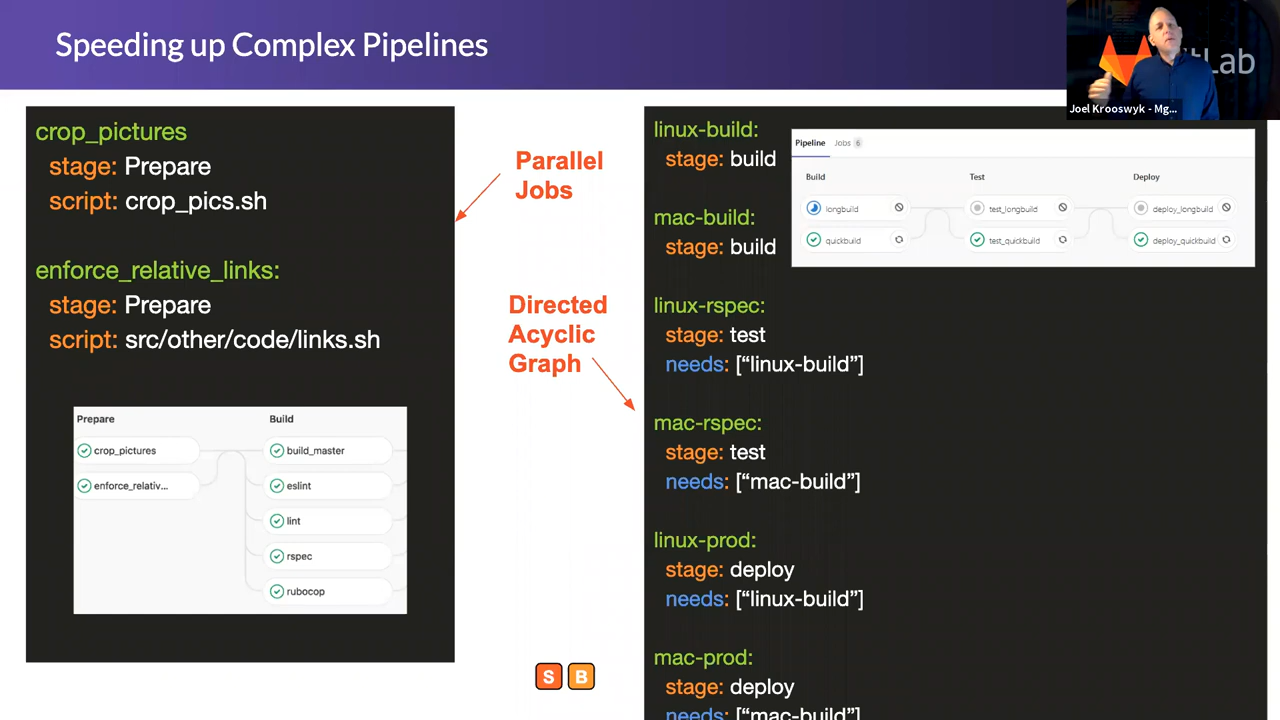 Speeding up Complex Pipelines
Lab
Joel Krooswyk - Mg...
crop_pictures
stage: Prepare
script: crop_pics.sh
enforce_relative_links:
stage: Prepare
script: src/other/code/links.sh
Prepare
Build
crop_pictures
build_master
enforce_relativ...
eslint
lint
rspec
rubocop
Parallel
Jobs
Directed
Acyclic
Graph
S B
linux-build:
stage: build
mac-build:
stage: build
linux-rspec:
stage: test
needs: [“linux-build”]
mac-rspec:
stage: test
needs: [“mac-build”]
linux-prod:
stage: deploy
needs: [“linux-build”]
mac-prod:
stage: deploy
needs: [“mac-build”]
Pipeline Jobs 6
Build Test Deploy
longbuild test_longbuild deploy_longbuild
quickbuild test_quickbuild deploy_quickbuild